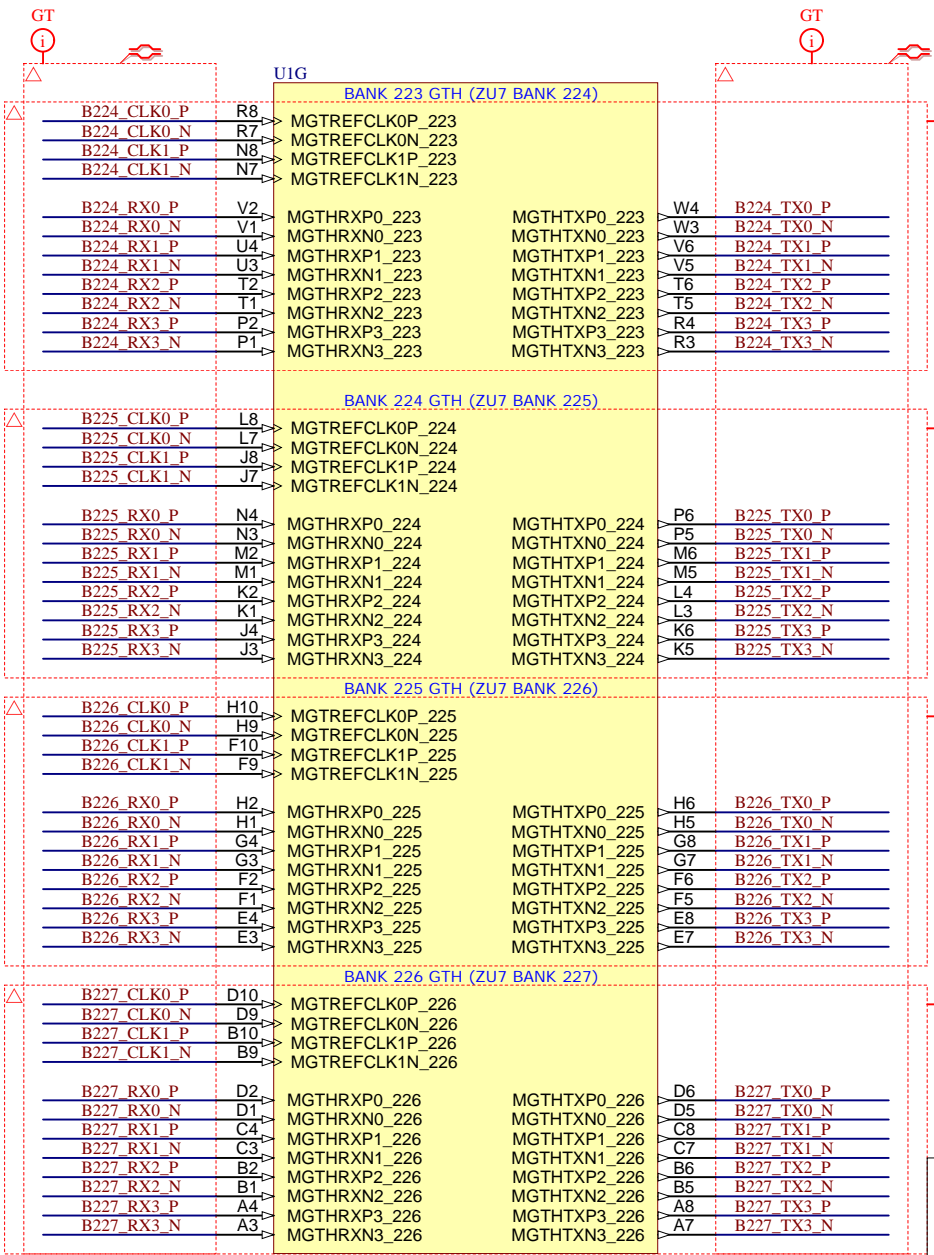 GT GT
i i
U1G
BANK 223 GTH (ZU7 BANK 224)
B224_CLK0_P R8 MGTREFCLK0P_223
B224_CLK0_N R7 MGTREFCLK0N_223
B224_CLK1_P N8 MGTREFCLK1P_223
B224_CLK1_N N7 MGTREFCLK1N_223
B224_RX0_P V2 MGTHRXP0_223 MGTHTXP0_223 W4 B224_TX0_P
B224_RX0_N V1 MGTHRXN0_223 MGTHTXN0_223 W3 B224_TX0_N
B224_RX1_P U4 MGTHRXP1_223 MGTHTXP1_223 V6 B224_TX1_P
B224_RX1_N U3 MGTHRXN1_223 MGTHTXN1_223 V5 B224_TX1_N
B224_RX2_P T2 MGTHRXP2_223 MGTHTXP2_223 T6 B224_TX2_P
B224_RX2_N T1 MGTHRXN2_223 MGTHTXN2_223 T5 B224_TX2_N
B224_RX3_P P2 MGTHRXP3_223 MGTHTXP3_223 R4 B224_TX3_P
B224_RX3_N P1 MGTHRXN3_223 MGTHTXN3_223 R3 B224_TX3_N
BANK 224 GTH (ZU7 BANK 225)
B225_CLK0_P L8 MGTREFCLK0P_224
B225_CLK0_N L7 MGTREFCLK0N_224
B225_CLK1_P J8 MGTREFCLK1P_224
B225_CLK1_N J7 MGTREFCLK1N_224
B225_RX0_P N4 MGTHRXP0_224 MGTHTXP0_224 P6 B225_TX0_P
B225_RX0_N N3 MGTHRXN0_224 MGTHTXN0_224 P5 B225_TX0_N
B225_RX1_P M2 MGTHRXP1_224 MGTHTXP1_224 M6 B225_TX1_P
B225_RX1_N M1 MGTHRXN1_224 MGTHTXN1_224 M5 B225_TX1_N
B225_RX2_P K2 MGTHRXP2_224 MGTHTXP2_224 L4 B225_TX2_P
B225_RX2_N K1 MGTHRXN2_224 MGTHTXN2_224 L3 B225_TX2_N
B225_RX3_P J4 MGTHRXP3_224 MGTHTXP3_224 K6 B225_TX3_P
B225_RX3_N J3 MGTHRXN3_224 MGTHTXN3_224 K5 B225_TX3_N
BANK 225 GTH (ZU7 BANK 226)
B226_CLK0_P H10 MGTREFCLK0P_225
B226_CLK0_N H9 MGTREFCLK0N_225
B226_CLK1_P F10 MGTREFCLK1P_225
B226_CLK1_N F9 MGTREFCLK1N_225
B226_RX0_P H2 MGTHRXP0_225 MGTHTXP0_225 H6 B226_TX0_P
B226_RX0_N H1 MGTHRXN0_225 MGTHTXN0_225 H5 B226_TX0_N
B226_RX1_P G4 MGTHRXP1_225 MGTHTXP1_225 G8 B226_TX1_P
B226_RX1_N G3 MGTHRXN1_225 MGTHTXN1_225 G7 B226_TX1_N
B226_RX2_P F2 MGTHRXP2_225 MGTHTXP2_225 F6 B226_TX2_P
B226_RX2_N F1 MGTHRXN2_225 MGTHTXN2_225 F5 B226_TX2_N
B226_RX3_P E4 MGTHRXP3_225 MGTHTXP3_225 E8 B226_TX3_P
B226_RX3_N E3 MGTHRXN3_225 MGTHTXN3_225 E7 B226_TX3_N
BANK 226 GTH (ZU7 BANK 227)
B227_CLK0_P D10 MGTREFCLK0P_226
B227_CLK0_N D9 MGTREFCLK0N_226
B227_CLK1_P B10 MGTREFCLK1P_226
B227_CLK1_N B9 MGTREFCLK1N_226
B227_RX0_P D2 MGTHRXP0_226 MGTHTXP0_226 D6 B227_TX0_P
B227_RX0_N D1 MGTHRXN0_226 MGTHTXN0_226 D5 B227_TX0_N
B227_RX1_P C4 MGTHRXP1_226 MGTHTXP1_226 C8 B227_TX1_P
B227_RX1_N C3 MGTHRXN1_226 MGTHTXN1_226 C7 B227_TX1_N
B227_RX2_P B2 MGTHRXP2_226 MGTHTXP2_226 B6 B227_TX2_P
B227_RX2_N B1 MGTHRXN2_226 MGTHTXN2_226 B5 B227_TX2_N
B227_RX3_P A4 MGTHRXP3_226 MGTHTXP3_226 A8 B227_TX3_P
B227_RX3_N A3 MGTHRXN3_226 MGTHTXN3_226 A7 B227_TX3_N